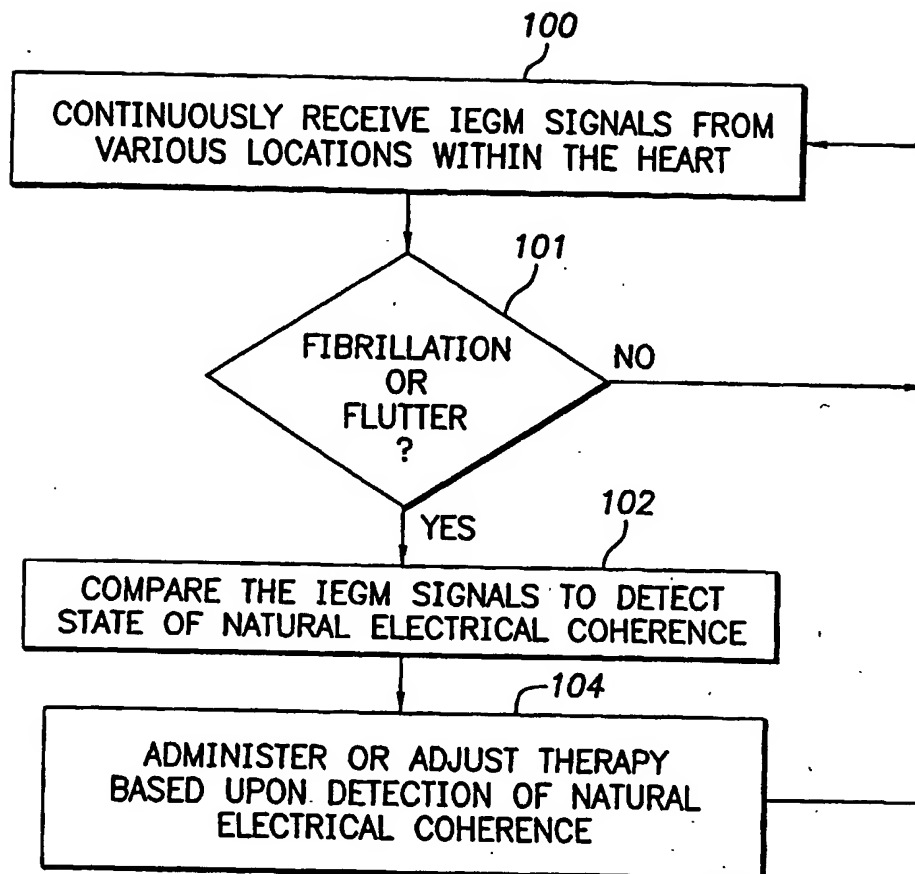 100
CONTINUOUSLY RECEIVE IEGM SIGNALS FROM
VARIOUS LOCATIONS WITHIN THE HEART
101
FIBRILLATION
OR
FLUTTER
?
NO
YES
102
COMPARE THE IEGM SIGNALS TO DETECT
STATE OF NATURAL ELECTRICAL COHERENCE
104
ADMINISTER OR ADJUST THERAPY
BASED UPON DETECTION OF NATURAL
ELECTRICAL COHERENCE